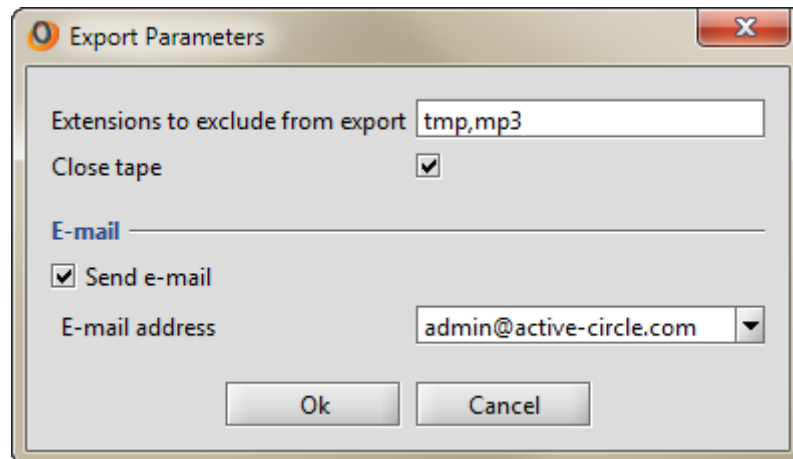 Export Parameters
Extensions to exclude from export tmp,mp3
Close tape
E-mail
Send e-mail
E-mail address admin@active-circle.com
Ok Cancel